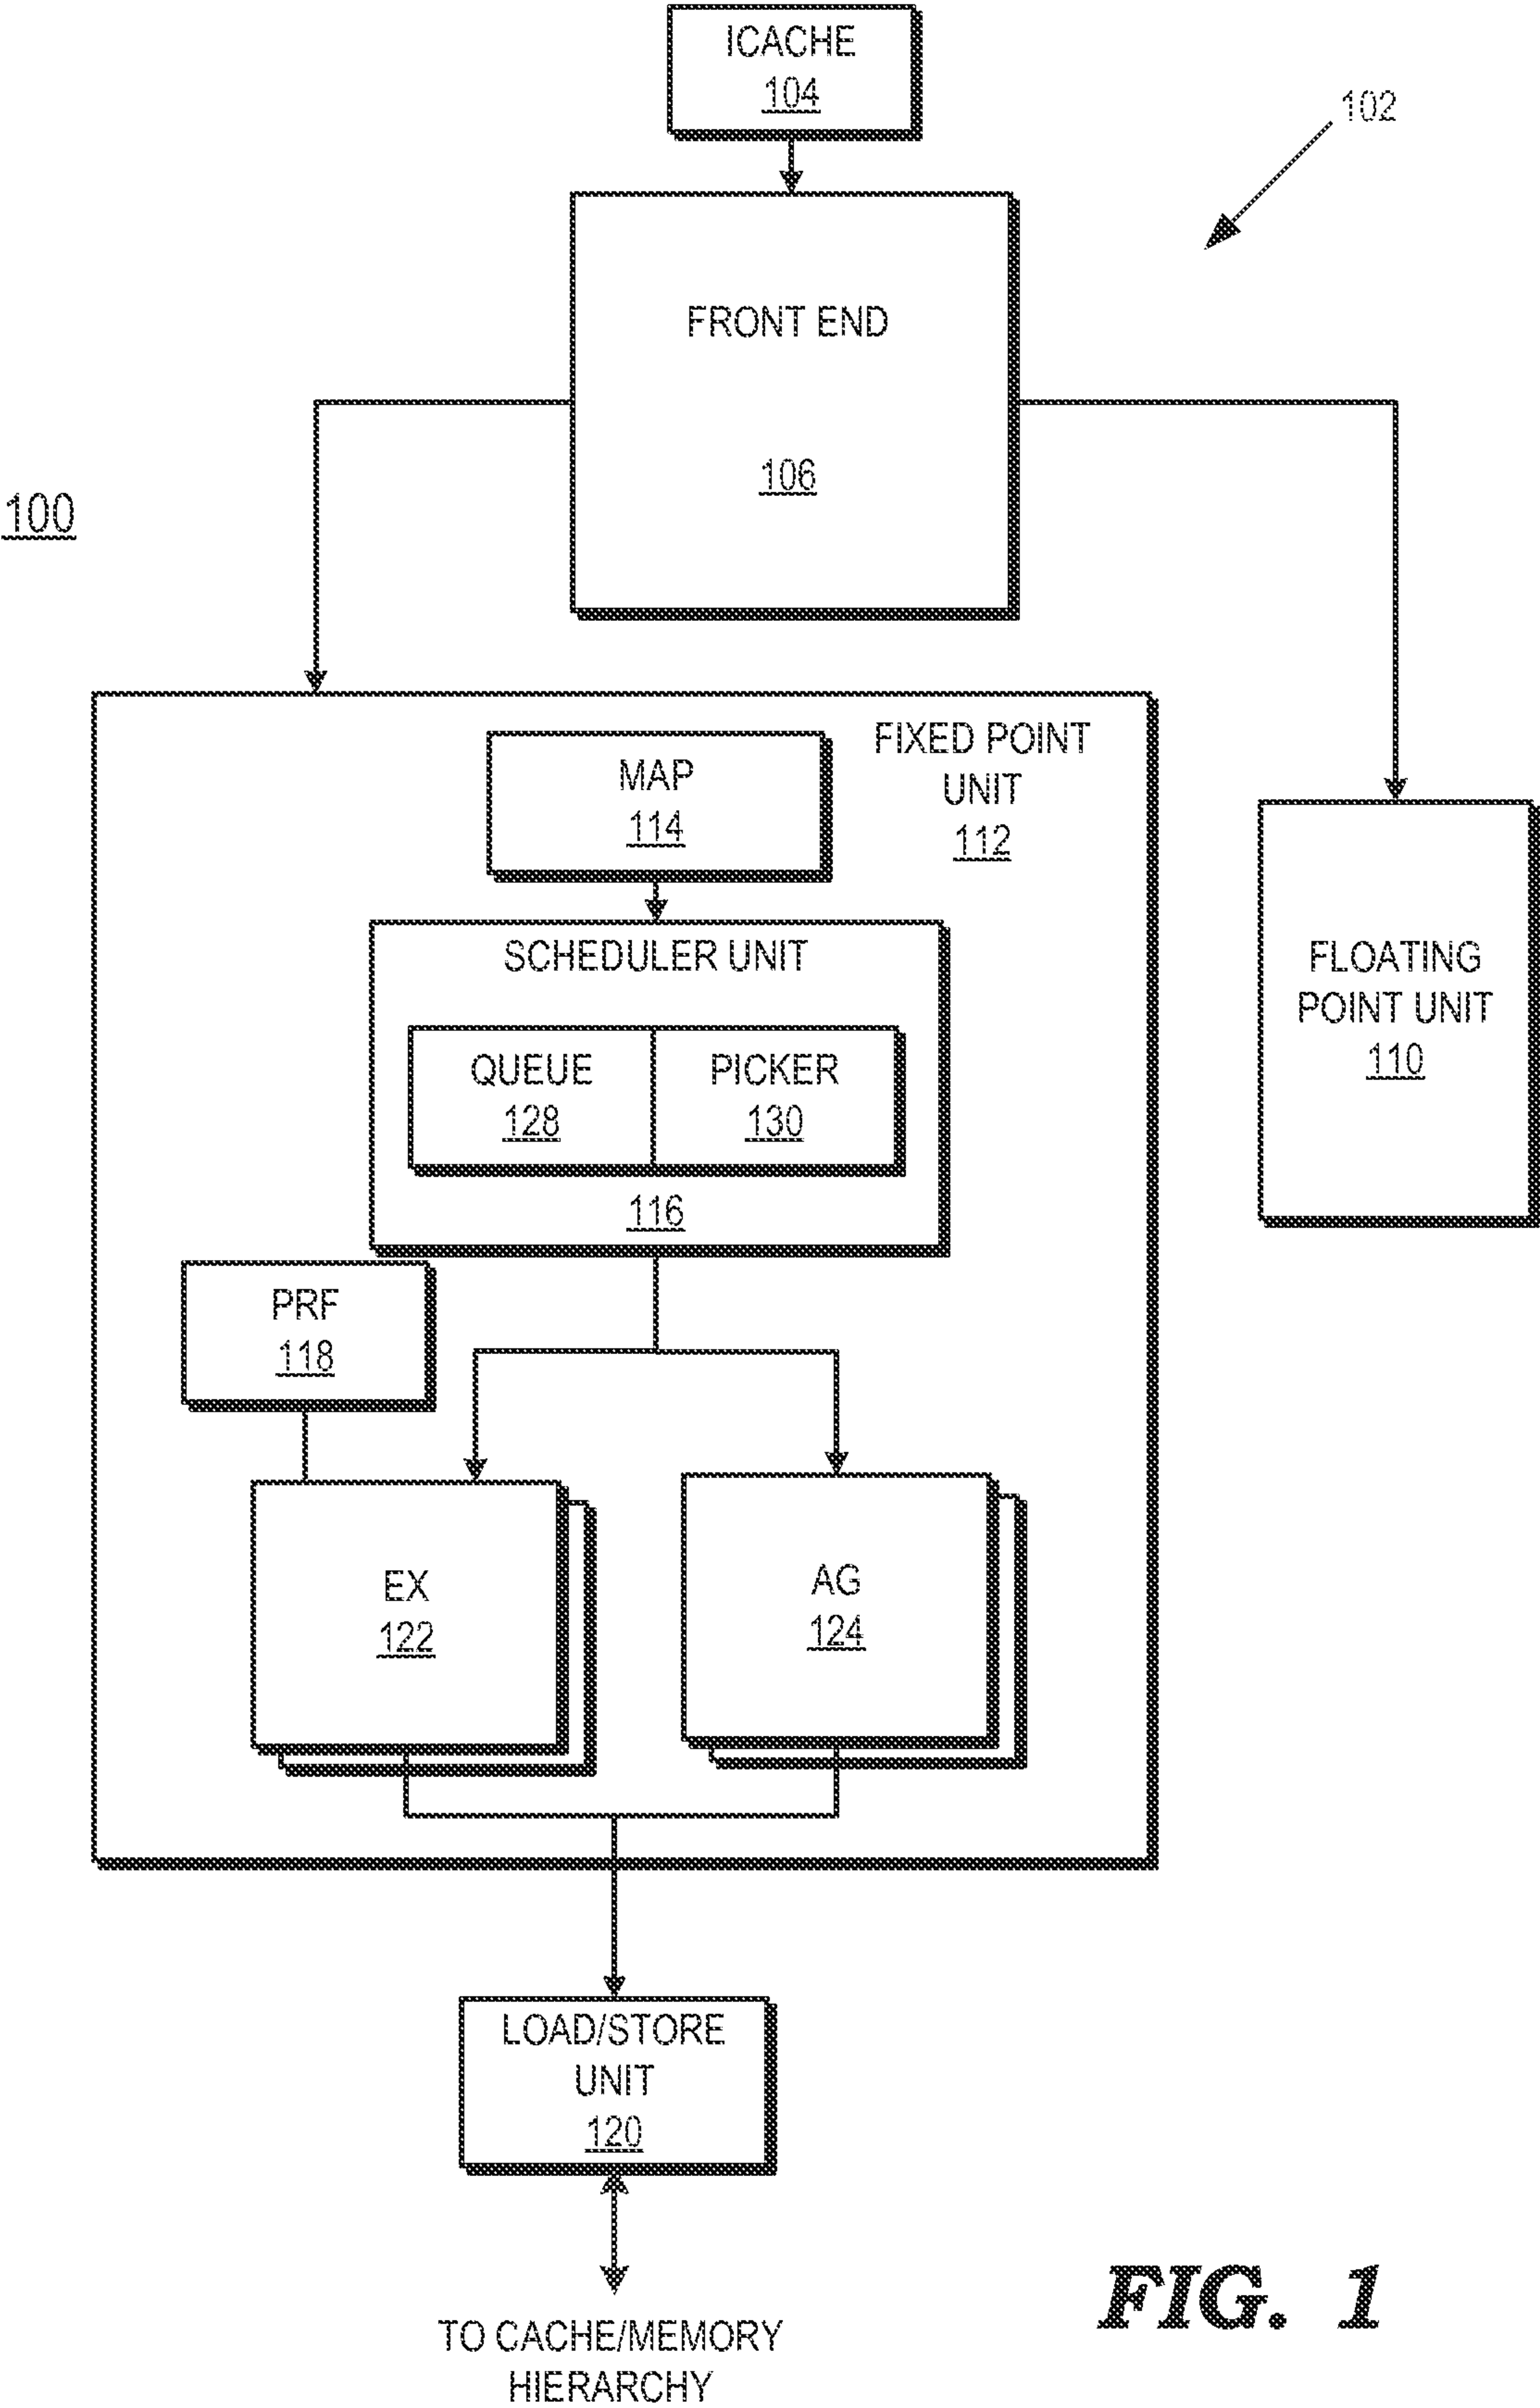 ICACHE
104
102
FRONT END
106
100
FIXED POINT
UNIT
112
MAP
114
SCHEDULER UNIT
QUEUE
128
PICKER
130
116
FLOATING
POINT UNIT
110
PRF
118
EX
122
AG
124
LOAD/STORE
UNIT
120
TO CACHE/MEMORY
HIERARCHY
FIG. 1